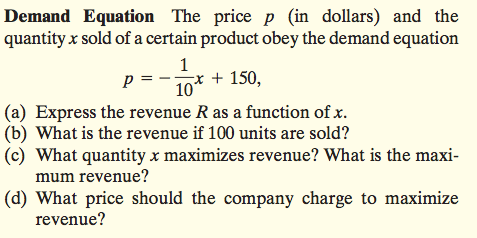 Demand Equation The price p (in dollars) and the
quantity x sold of a certain product obey the demand equation
p = -1/10 x + 150,
(a) Express the revenue R as a function of x.
(b) What is the revenue if 100 units are sold?
(c) What quantity x maximizes revenue? What is the maxi-
mum revenue?
(d) What price should the company charge to maximize
revenue?